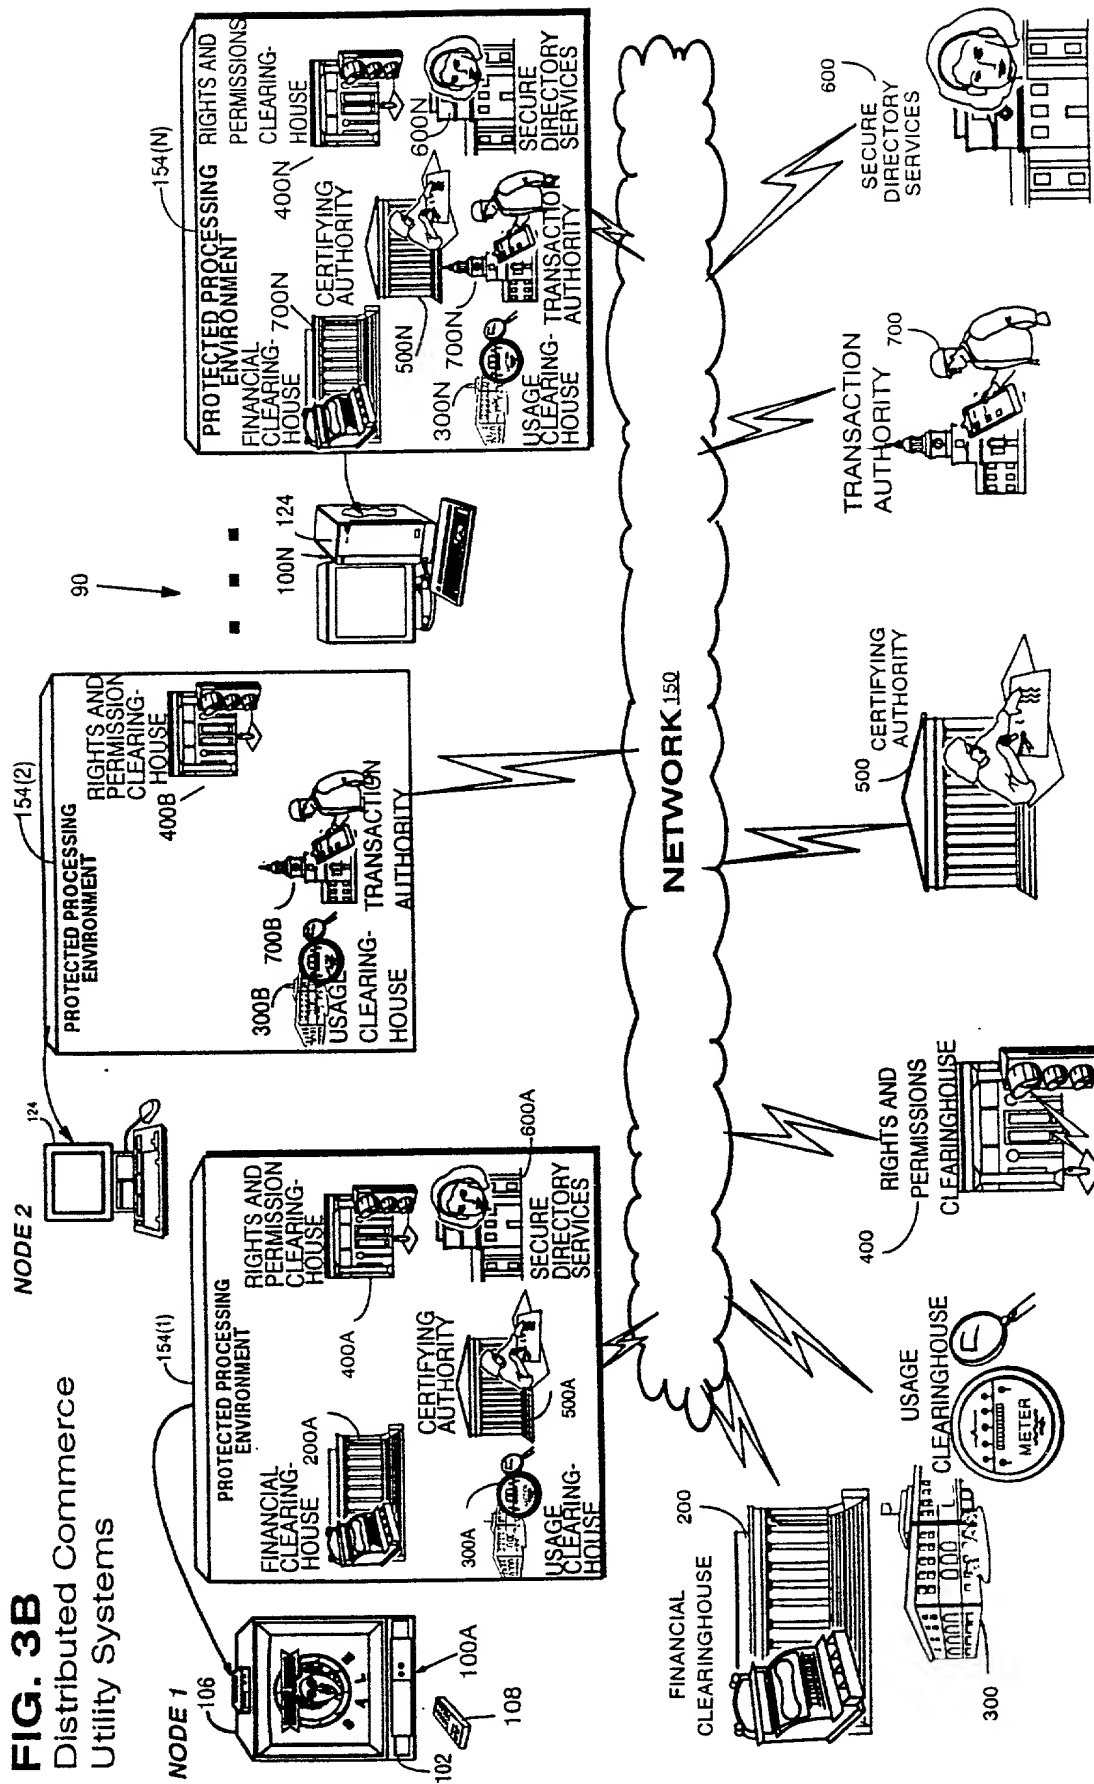 FIG. 3B
Distributed Commerce
Utility Systems
NODE 1
106
102
108
100A
154(1)
PROTECTED PROCESSING
ENVIRONMENT
FINANCIAL
CLEARING-
HOUSE
200A
RIGHTS AND
PERMISSION
CLEARING-
HOUSE
400A
CERTIFYING
AUTHORITY
500A
300A
USAGE
CLEARING-
HOUSE
SECURE
DIRECTORY
SERVICES
600A
NODE 2
124
154(2)
PROTECTED PROCESSING
ENVIRONMENT
RIGHTS AND
PERMISSION
CLEARING-
HOUSE
400B
300B
USAGE
CLEARING-
HOUSE
700B
TRANSACTION
AUTHORITY
90
100N
124
154(N)
PROTECTED PROCESSING
ENVIRONMENT
FINANCIAL
CLEARING-
HOUSE
700N
RIGHTS AND
PERMISSIONS
CLEARING-
HOUSE
400N
CERTIFYING
AUTHORITY
500N
600N
SECURE
DIRECTORY
SERVICES
300N
USAGE
CLEARING-
HOUSE
700N
TRANSACTION
AUTHORITY
NETWORK 150
FINANCIAL
CLEARINGHOUSE
200
USAGE
CLEARINGHOUSE
METER
300
RIGHTS AND
PERMISSIONS
CLEARINGHOUSE
400
CERTIFYING
AUTHORITY
500
TRANSACTION
AUTHORITY
700
SECURE
DIRECTORY
SERVICES
600